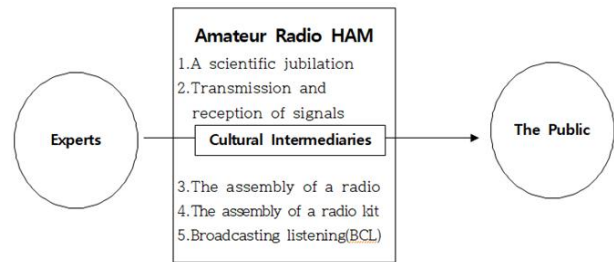 Amateur Radio HAM
1.A scientific jubilation
2.Transmission and
reception of signals
Experts
Cultural Intermediaries
The Public
3.The assembly of a radio
4.The assembly of a radio kit
5.Broadcasting listening(BCL)